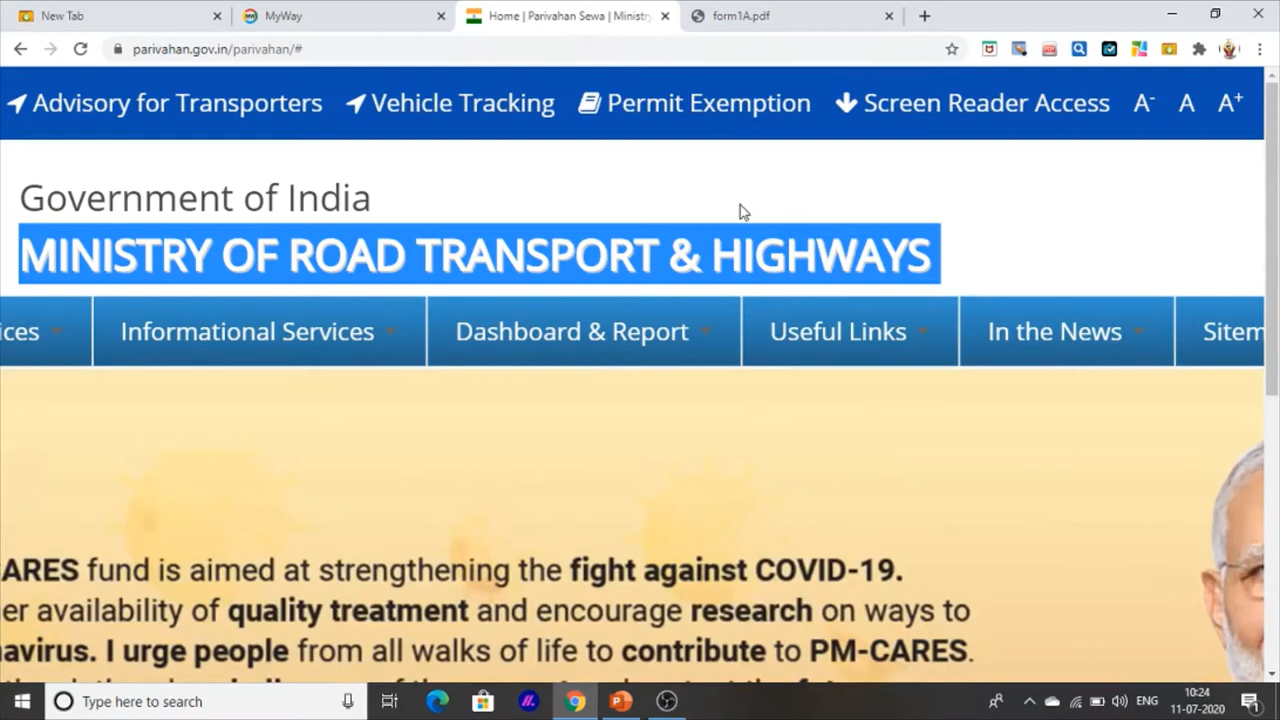 New Tab
MyWay
Home | Parivahan Sewa | Ministry
form1A.pdf
parivahan.gov.in/parivahan/#
Advisory for Transporters Vehicle Tracking Permit Exemption Screen Reader Access A- A A+
Government of India
MINISTRY OF ROAD TRANSPORT & HIGHWAYS
ices Informational Services Dashboard & Report Useful Links In the News Sitem
ARES fund is aimed at strengthening the fight against COVID-19.
er availability of quality treatment and encourage research on ways to
navirus. I urge people from all walks of life to contribute to PM-CARES.
Type here to search
ENG
10:24
11-07-2020